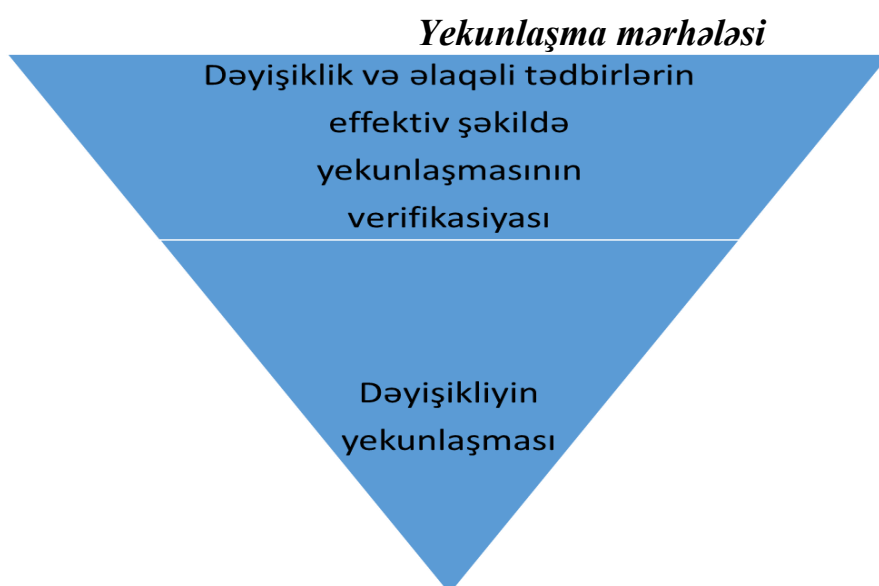 Yekunlaşma mərhələsi
Dəyişiklik və əlaqəli tədbirlərin
effektiv şəkildə
yekunlaşmasının
verifikasiyası
Dəyişikliyin
yekunlaşması